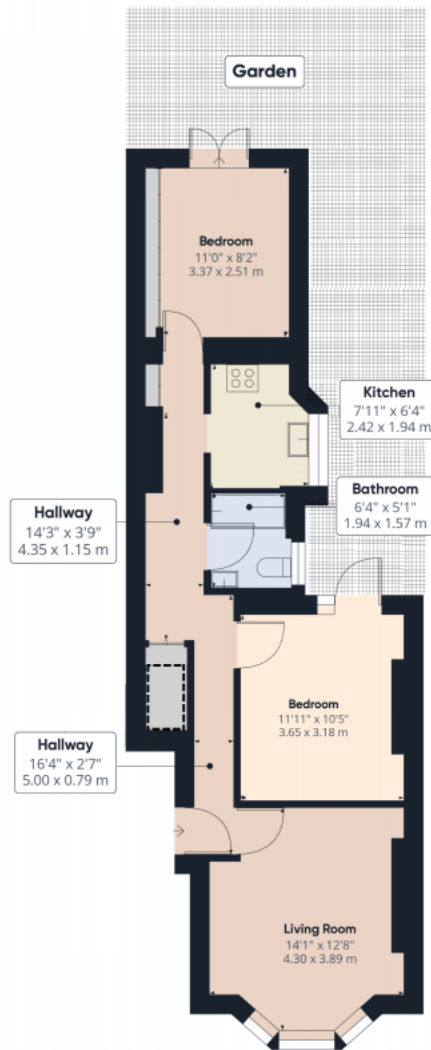 Garden
Bedroom
11'0" x 8'2"
3.37 x 2.51 m
Kitchen
7'11" x 6'4"
2.42 x 1.94 m
Bathroom
6'4" x 5'1"
1.94 x 1.57 m
Hallway
14'3" x 3'9"
4.35 x 1.15 m
Bedroom
11'11" x 10'5"
3.65 x 3.18 m
Hallway
16'4" x 2'7"
5.00 x 0.79 m
Living Room
14'1" x 12'8"
4.30 x 3.89 m